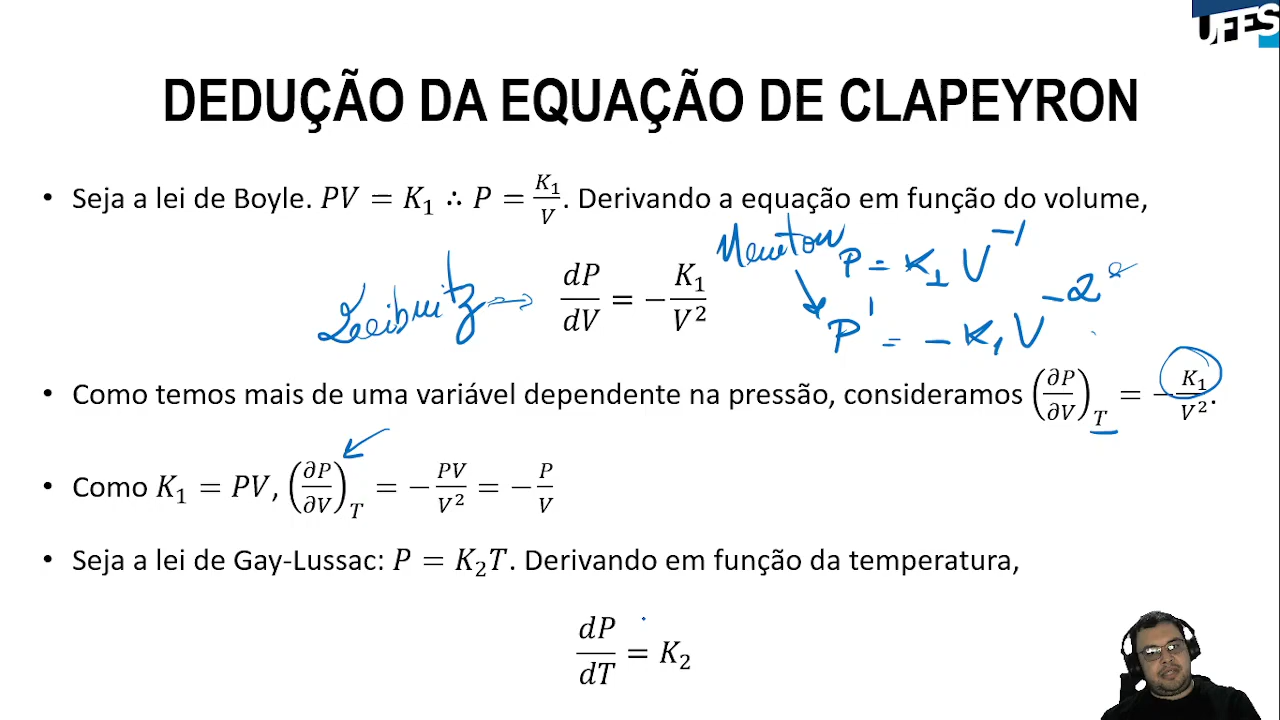 UFES
DEDUÇÃO DA EQUAÇÃO DE CLAPEYRON
• Seja a lei de Boyle. PV = K₁ ∴ P = K₁/V. Derivando a equação em função do volume,
Newton P = K₁ V⁻¹
Leibnitz → dP/dV = −K₁/V²
P' = −K₁V⁻²
• Como temos mais de uma variável dependente na pressão, consideramos (∂P/∂V)_T = −K₁/V².
• Como K₁ = PV, (∂P/∂V)_T = −PV/V² = −P/V
• Seja a lei de Gay-Lussac: P = K₂T. Derivando em função da temperatura,
dP/dT = K₂